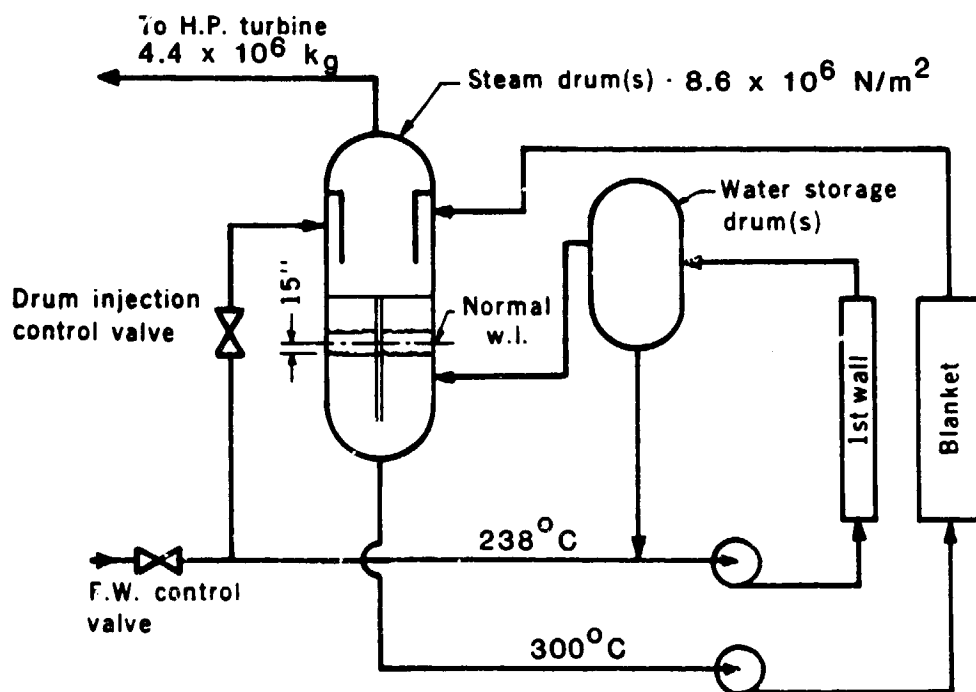 To H.P. turbine
4.4 x 10⁶ kg
Steam drum(s) · 8.6 x 10⁶ N/m²
Water storage
drum(s)
15"
Drum injection
control valve
Normal
w.l.
1st wall
Blanket
238°C
F.W. control
valve
300°C